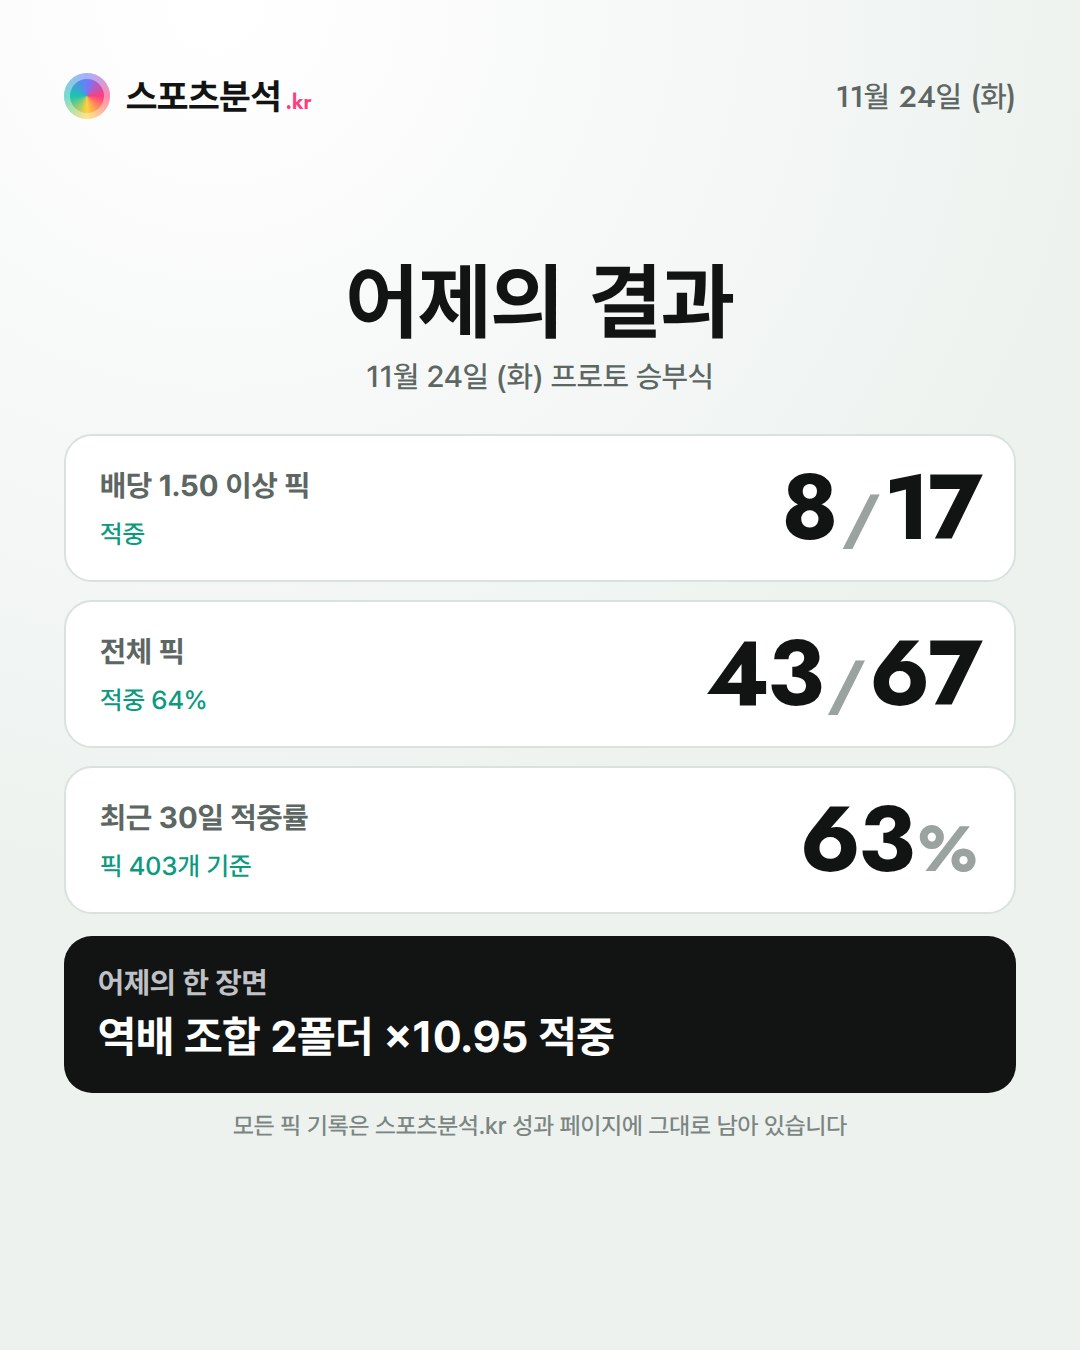 스포츠분석.kr
11월 24일 (화)
어제의 결과
11월 24일 (화) 프로토 승부식
배당 1.50 이상 픽
적중
8/17
전체 픽
적중 64%
43/67
최근 30일 적중률
픽 403개 기준
63%
어제의 한 장면
역배 조합 2폴더 ×10.95 적중
모든 픽 기록은 스포츠분석.kr 성과 페이지에 그대로 남아 있습니다